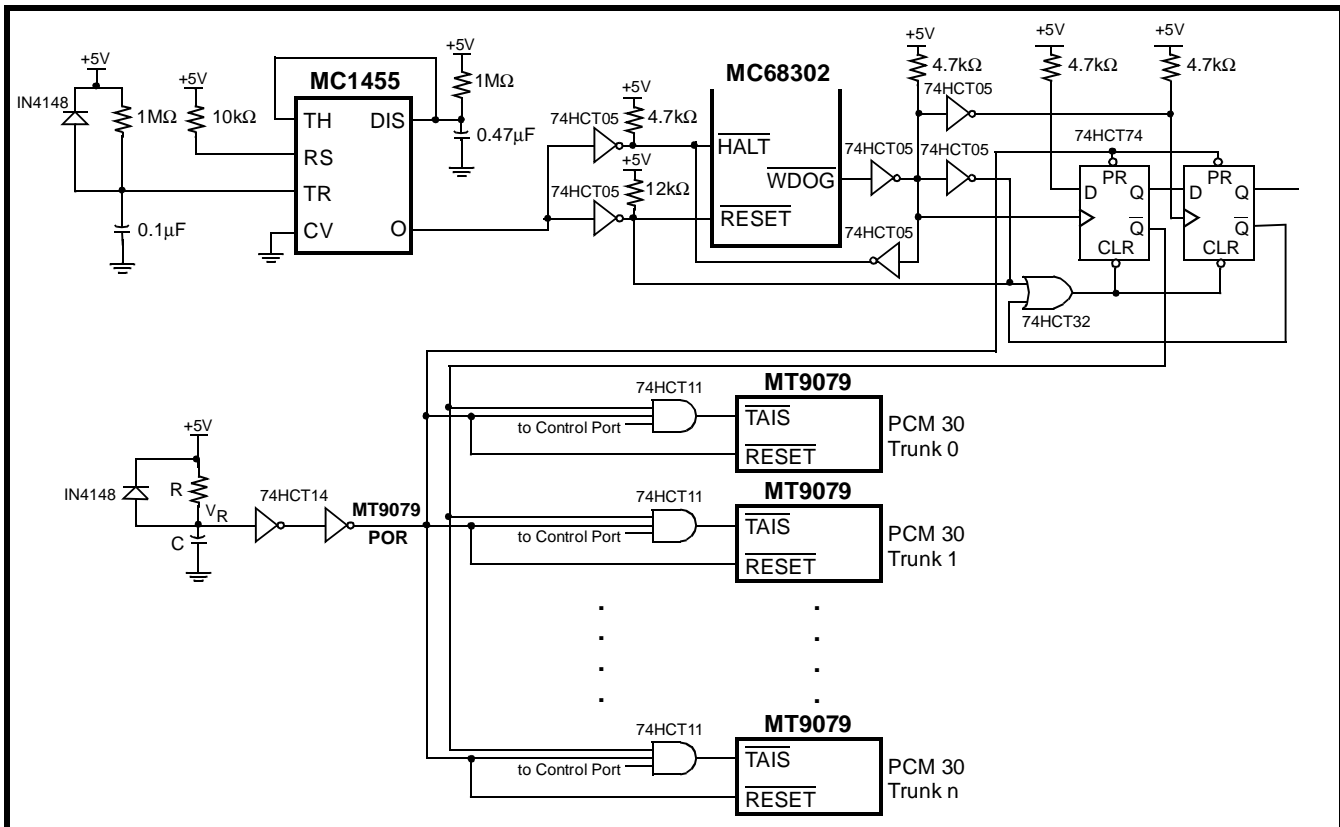 +5V
+5V
IN4148
1MΩ
10kΩ
0.1µF
MC1455
TH
DIS
RS
TR
CV
O
+5V
1MΩ
0.47µF
74HCT05
+5V
4.7kΩ
74HCT05
+5V
12kΩ
MC68302
HALT
WDOG
RESET
74HCT05
74HCT05
74HCT05
+5V
4.7kΩ
74HCT05
+5V
4.7kΩ
+5V
4.7kΩ
74HCT74
PR
D
Q
Q
CLR
PR
D
Q
Q
CLR
74HCT32
+5V
IN4148
R
VR
C
74HCT14
MT9079
POR
74HCT11
to Control Port
MT9079
TAIS
RESET
PCM 30
Trunk 0
74HCT11
to Control Port
MT9079
TAIS
RESET
PCM 30
Trunk 1
74HCT11
to Control Port
MT9079
TAIS
RESET
PCM 30
Trunk n